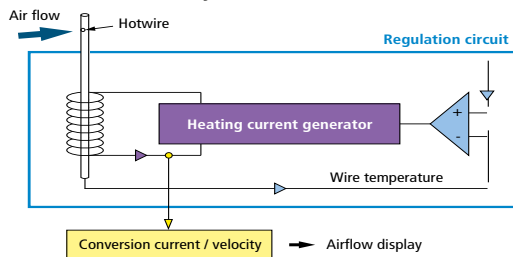 Air flow
Hotwire
Regulation circuit
Heating current generator
+
-
Wire temperature
Conversion current / velocity
Airflow display